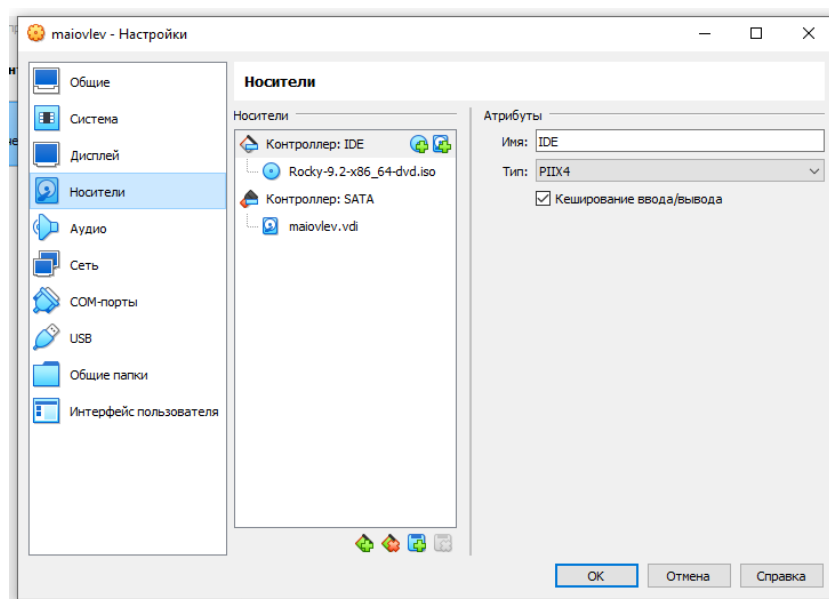 maiovlev - Настройки
Общие
Система
Дисплей
Носители
Аудио
Сеть
COM-порты
USB
Общие папки
Интерфейс пользователя
Носители
Носители
Контроллер: IDE
Rocky-9.2-x86_64-dvd.iso
Контроллер: SATA
maiovlev.vdi
Атрибуты
Имя: IDE
Тип: PIIX4
Кеширование ввода/вывода
OK Отмена Справка